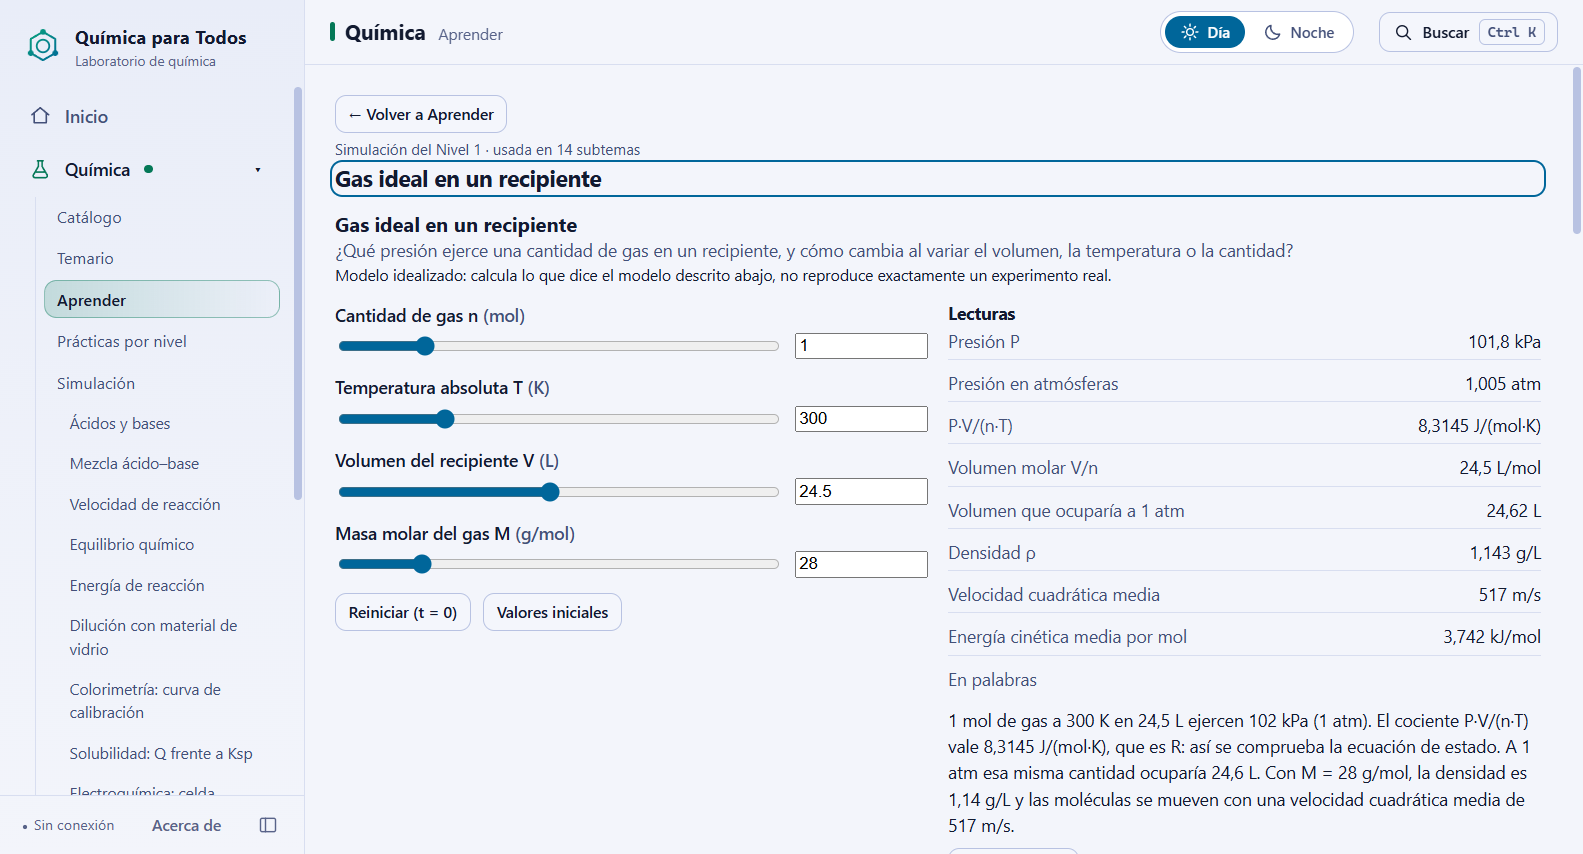 Química para Todos
Laboratorio de química
Inicio
Química
Catálogo
Temario
Aprender
Prácticas por nivel
Simulación
Ácidos y bases
Mezcla ácido–base
Velocidad de reacción
Equilibrio químico
Energía de reacción
Dilución con material de
vidrio
Colorimetría: curva de
calibración
Solubilidad: Q frente a Ksp
Electroquímica: celda
Sin conexión
Acerca de
Química Aprender
Día
Noche
Buscar Ctrl K
← Volver a Aprender
Simulación del Nivel 1 · usada en 14 subtemas
Gas ideal en un recipiente
Gas ideal en un recipiente
¿Qué presión ejerce una cantidad de gas en un recipiente, y cómo cambia al variar el volumen, la temperatura o la cantidad?
Modelo idealizado: calcula lo que dice el modelo descrito abajo, no reproduce exactamente un experimento real.
Cantidad de gas n (mol)
1
Temperatura absoluta T (K)
300
Volumen del recipiente V (L)
24.5
Masa molar del gas M (g/mol)
28
Reiniciar (t = 0)
Valores iniciales
Lecturas
Presión P 101,8 kPa
Presión en atmósferas 1,005 atm
P·V/(n·T) 8,3145 J/(mol·K)
Volumen molar V/n 24,5 L/mol
Volumen que ocuparía a 1 atm 24,62 L
Densidad ρ 1,143 g/L
Velocidad cuadrática media 517 m/s
Energía cinética media por mol 3,742 kJ/mol
En palabras
1 mol de gas a 300 K en 24,5 L ejercen 102 kPa (1 atm). El cociente P·V/(n·T)
vale 8,3145 J/(mol·K), que es R: así se comprueba la ecuación de estado. A 1
atm esa misma cantidad ocuparía 24,6 L. Con M = 28 g/mol, la densidad es
1,14 g/L y las moléculas se mueven con una velocidad cuadrática media de
517 m/s.